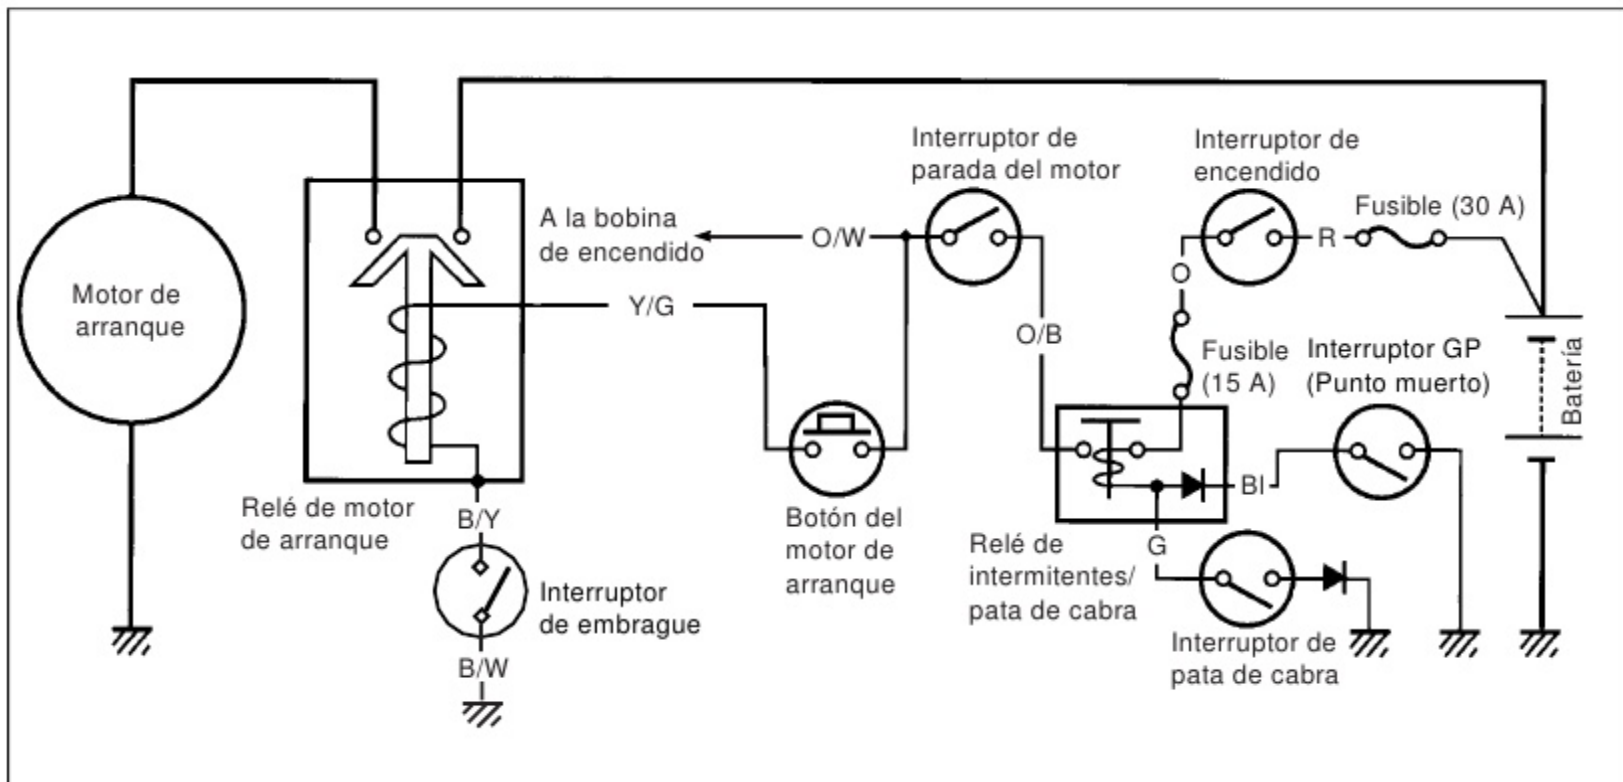 Interruptor de
parada del motor
Interruptor de
encendido
Fusible (30 A)
A la bobina
de encendido
O/W
R
O
Motor de
arranque
Y/G
O/B
Fusible
(15 A)
Interruptor GP
(Punto muerto)
Batería
Bl
Relé de motor
de arranque
B/Y
Botón del
motor de
arranque
Relé de
intermitentes/
pata de cabra
G
Interruptor
de embrague
B/W
Interruptor de
pata de cabra